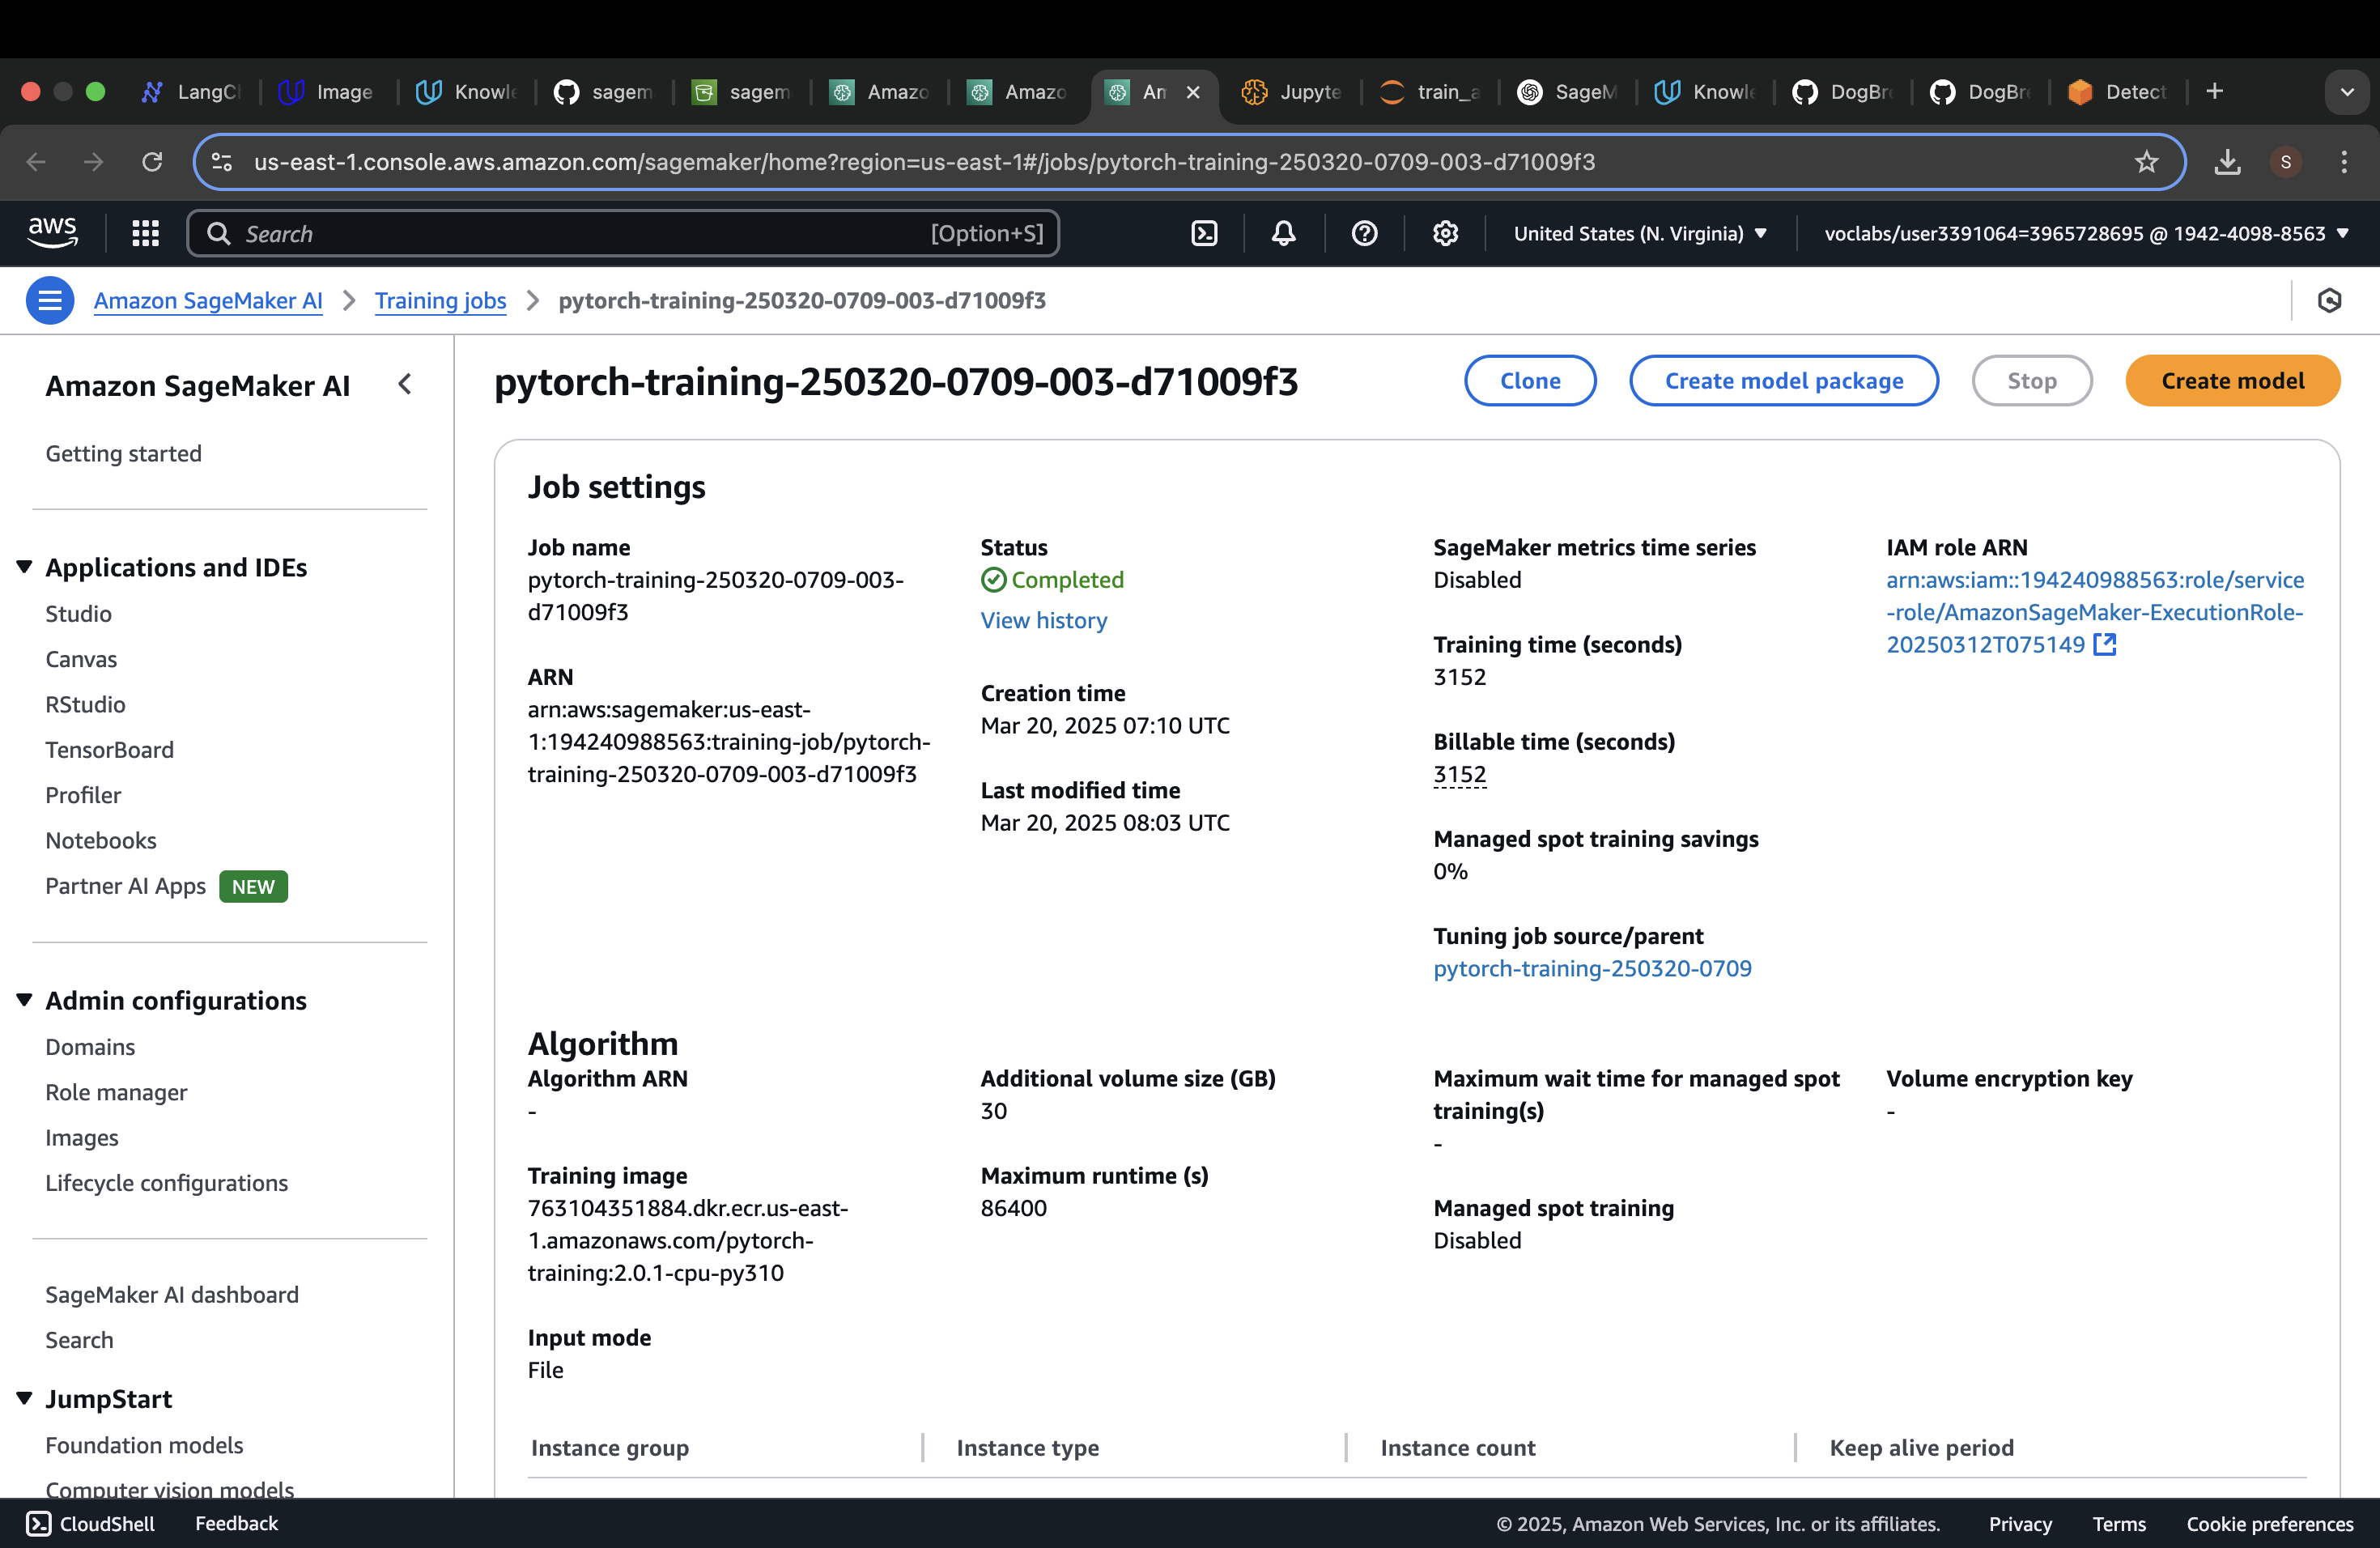 LangCh
Image
Knowle
sagem
sagem
Amazo
Amazo
Am
Jupyte
train_a
SageM
Knowle
DogBre
DogBre
Detect
us-east-1.console.aws.amazon.com/sagemaker/home?region=us-east-1#/jobs/pytorch-training-250320-0709-003-d71009f3
S
aws
Search
[Option+S]
United States (N. Virginia)
voclabs/user3391064=3965728695 @ 1942-4098-8563
Amazon SageMaker AI
Training jobs
pytorch-training-250320-0709-003-d71009f3
Amazon SageMaker AI
Getting started
Applications and IDEs
Studio
Canvas
RStudio
TensorBoard
Profiler
Notebooks
Partner AI Apps NEW
Admin configurations
Domains
Role manager
Images
Lifecycle configurations
SageMaker AI dashboard
Search
JumpStart
Foundation models
Computer vision models
pytorch-training-250320-0709-003-d71009f3
Clone
Create model package
Stop
Create model
Job settings
Job name
pytorch-training-250320-0709-003-
d71009f3
ARN
arn:aws:sagemaker:us-east-
1:194240988563:training-job/pytorch-
training-250320-0709-003-d71009f3
Status
Completed
View history
Creation time
Mar 20, 2025 07:10 UTC
Last modified time
Mar 20, 2025 08:03 UTC
SageMaker metrics time series
Disabled
Training time (seconds)
3152
Billable time (seconds)
3152
Managed spot training savings
0%
Tuning job source/parent
pytorch-training-250320-0709
IAM role ARN
arn:aws:iam::194240988563:role/service
-role/AmazonSageMaker-ExecutionRole-
20250312T075149
Algorithm
Algorithm ARN
-
Training image
763104351884.dkr.ecr.us-east-
1.amazonaws.com/pytorch-
training:2.0.1-cpu-py310
Input mode
File
Additional volume size (GB)
30
Maximum runtime (s)
86400
Maximum wait time for managed spot
training(s)
-
Managed spot training
Disabled
Volume encryption key
-
Instance group
Instance type
Instance count
Keep alive period
CloudShell
Feedback
© 2025, Amazon Web Services, Inc. or its affiliates.
Privacy
Terms
Cookie preferences